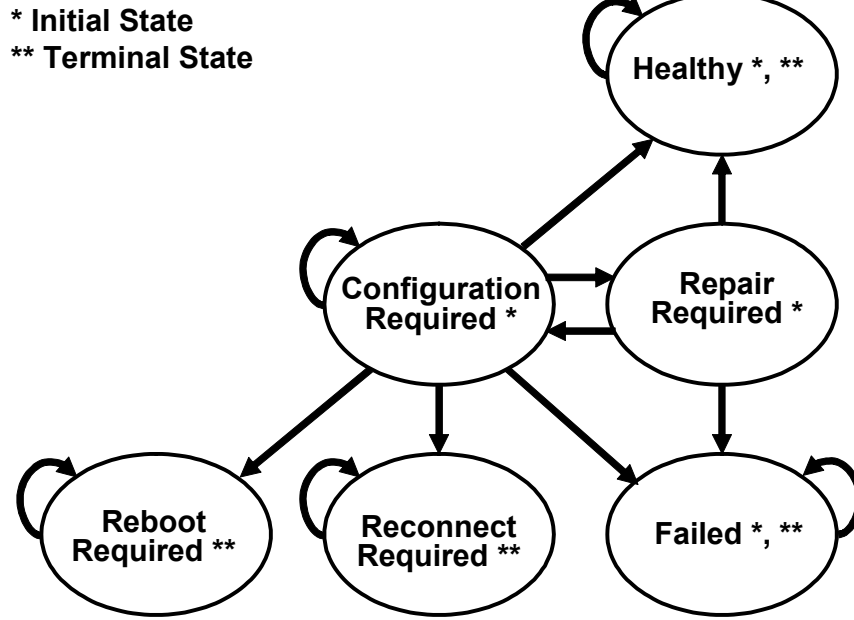 * Initial State
** Terminal State
Healthy *, **
Configuration
Required *
Repair
Required *
Reboot
Required **
Reconnect
Required **
Failed *, **